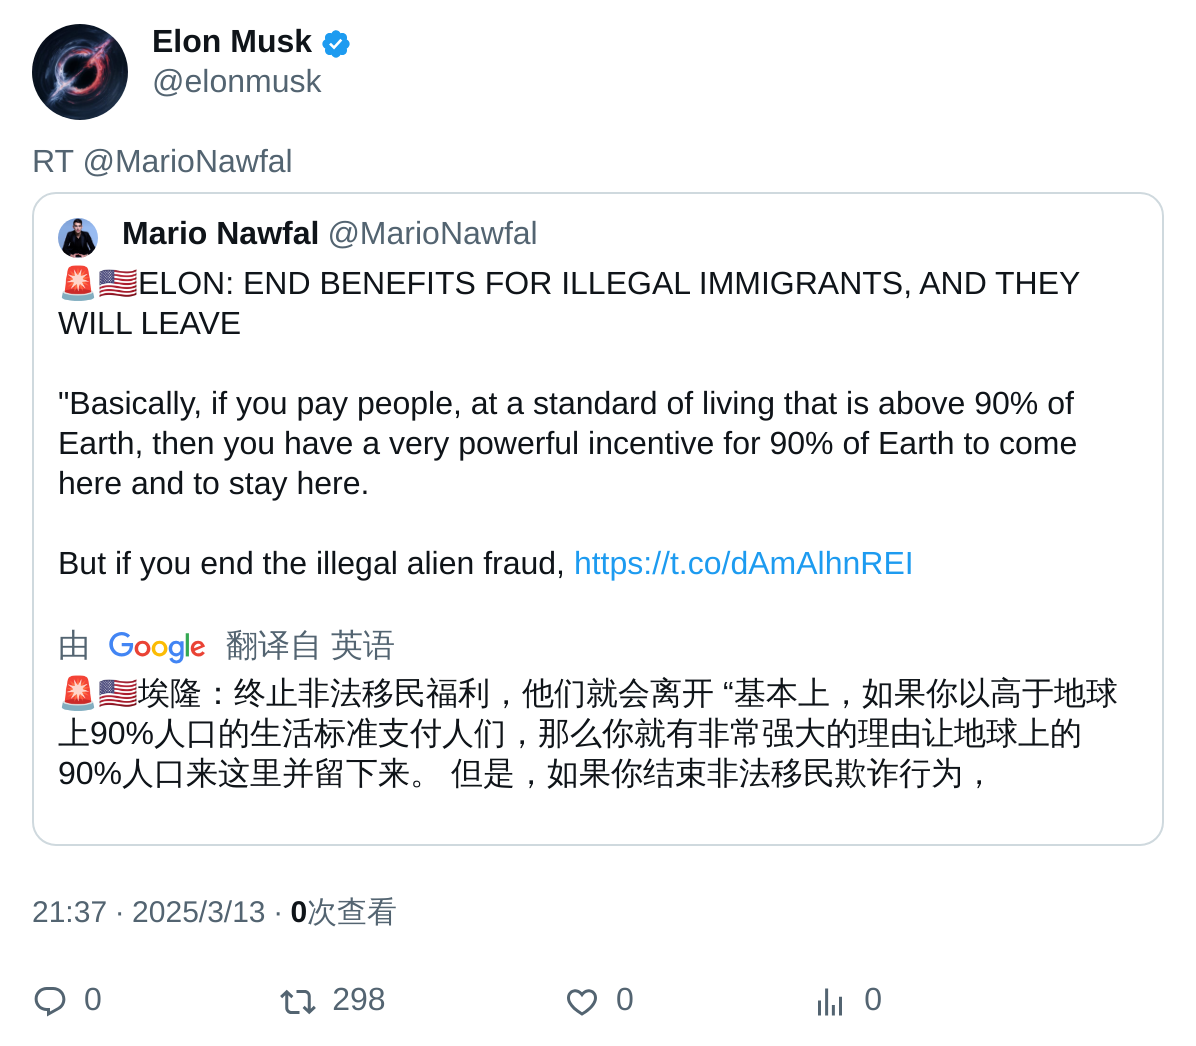 Elon Musk
@elonmusk
RT @MarioNawfal
Mario Nawfal @MarioNawfal
🚨🇺🇸ELON: END BENEFITS FOR ILLEGAL IMMIGRANTS, AND THEY
WILL LEAVE
"Basically, if you pay people, at a standard of living that is above 90% of
Earth, then you have a very powerful incentive for 90% of Earth to come
here and to stay here.
But if you end the illegal alien fraud, https://t.co/dAmAlhnREI
由 Google 翻译自 英语
🚨🇺🇸埃隆：终止非法移民福利，他们就会离开 “基本上，如果你以高于地球
上90%人口的生活标准支付人们，那么你就有非常强大的理由让地球上的
90%人口来这里并留下来。 但是，如果你结束非法移民欺诈行为，
21:37 · 2025/3/13 · 0次查看
0 298 0 0